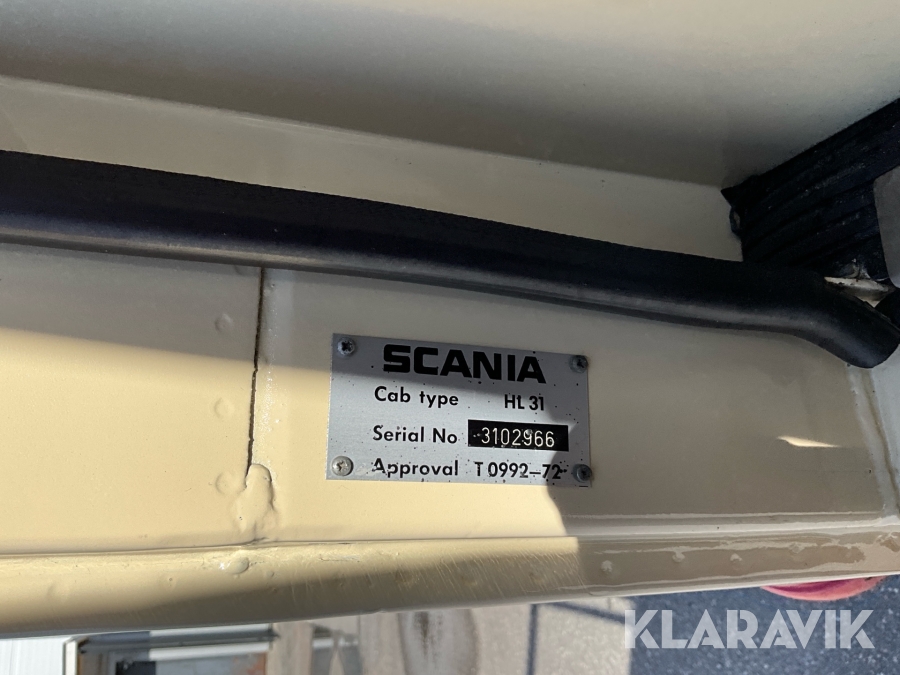 SCANIA
Cab type HL 31
Serial No 3102966
Approval T 0992-72
KLARAVIK